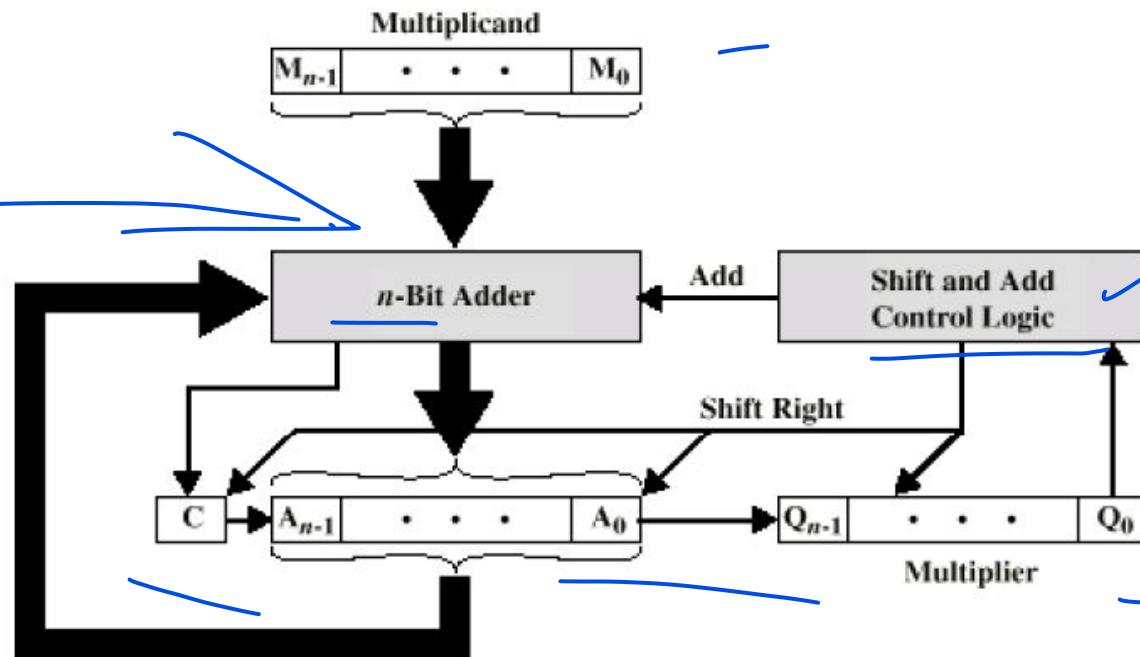 Multiplicand
Mn-1 • • • M0
n-Bit Adder
Add
Shift and Add
Control Logic
Shift Right
C
An-1 • • • A0
Qn-1 • • • Q0
Multiplier